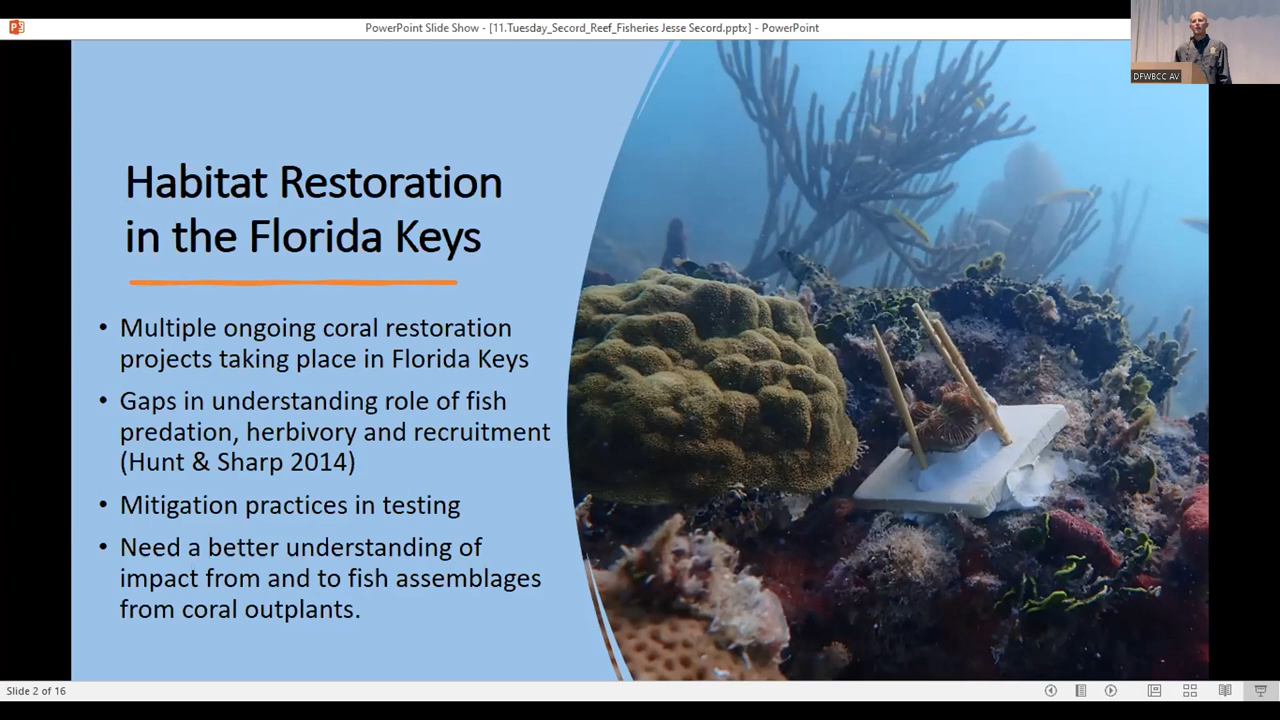 PowerPoint Slide Show - [11.Tuesday_Secord_Reef_Fisheries Jesse Secord.pptx] - PowerPoint
DFWBCC AV
Habitat Restoration
in the Florida Keys
• Multiple ongoing coral restoration
projects taking place in Florida Keys
• Gaps in understanding role of fish
predation, herbivory and recruitment
(Hunt & Sharp 2014)
• Mitigation practices in testing
• Need a better understanding of
impact from and to fish assemblages
from coral outplants.
Slide 2 of 16